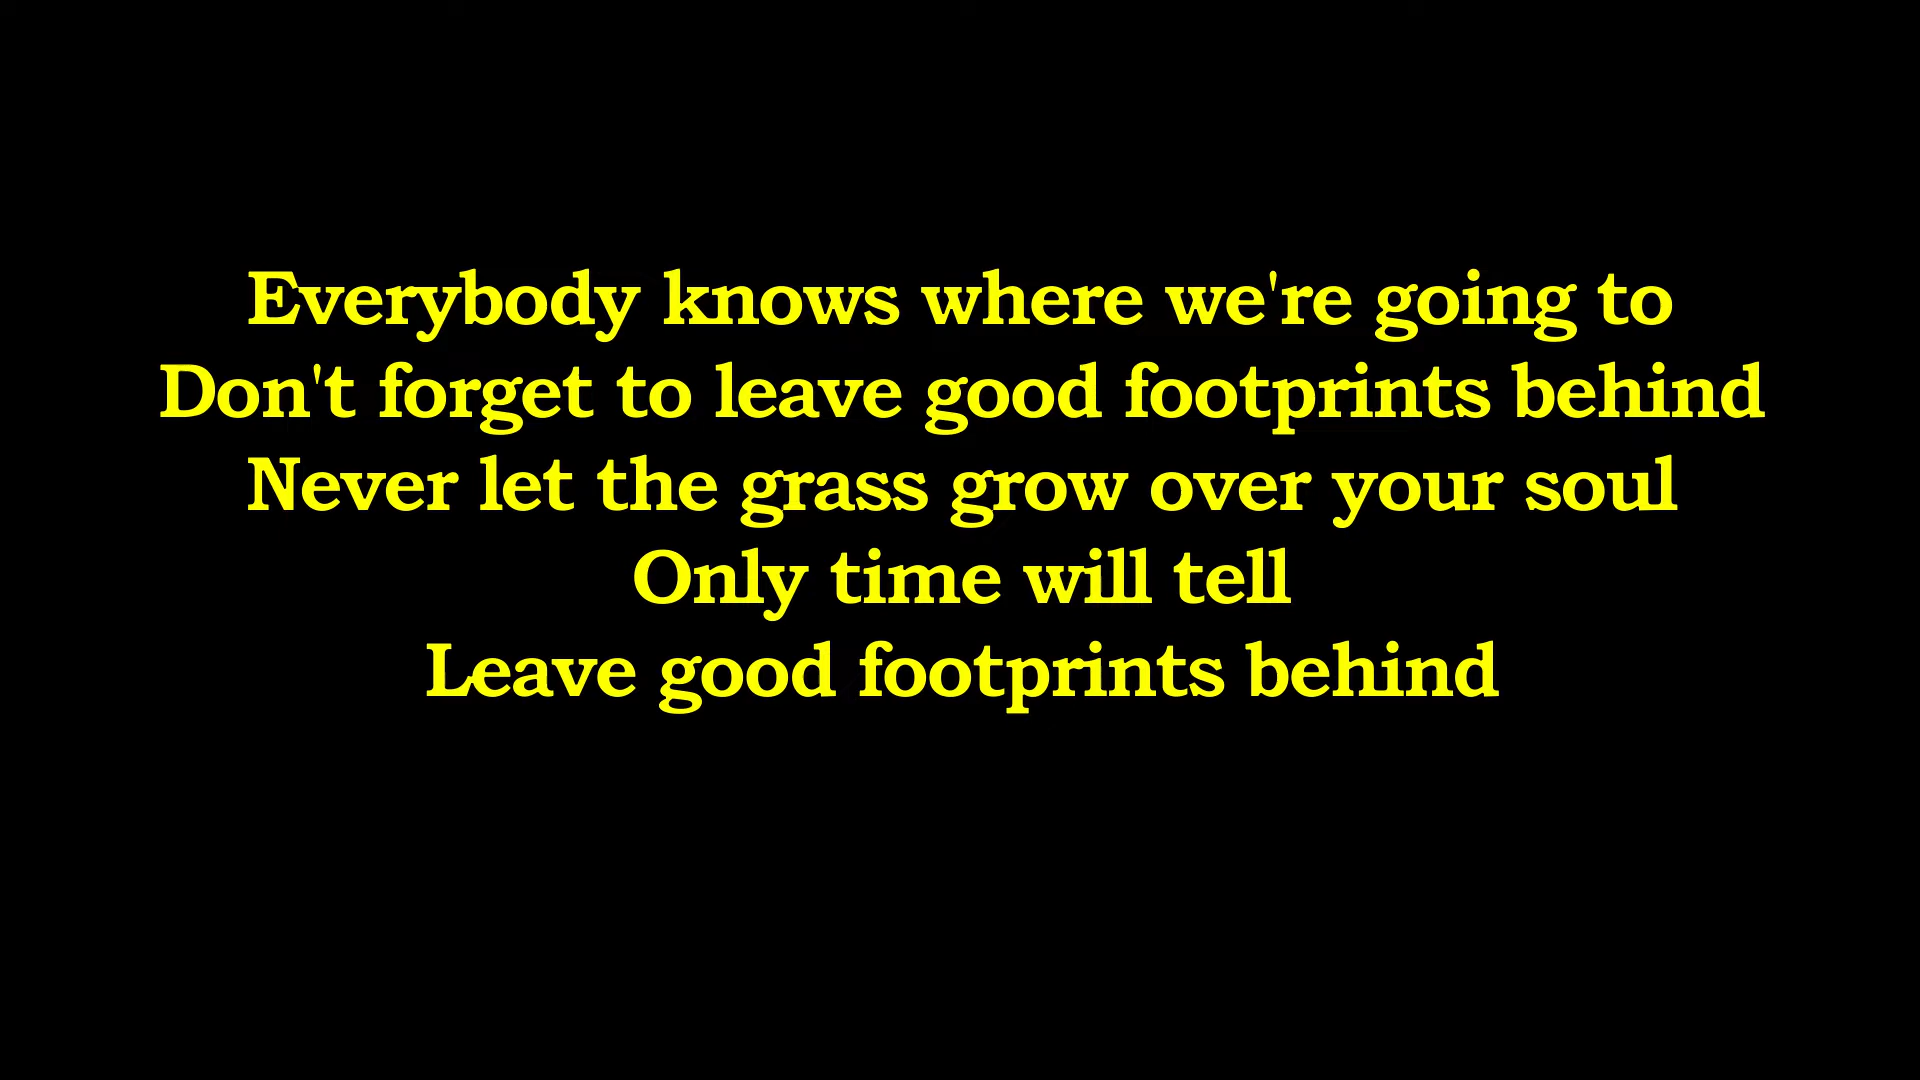 Everybody knows where we're going to
Don't forget to leave good footprints behind
Never let the grass grow over your soul
Only time will tell
Leave good footprints behind